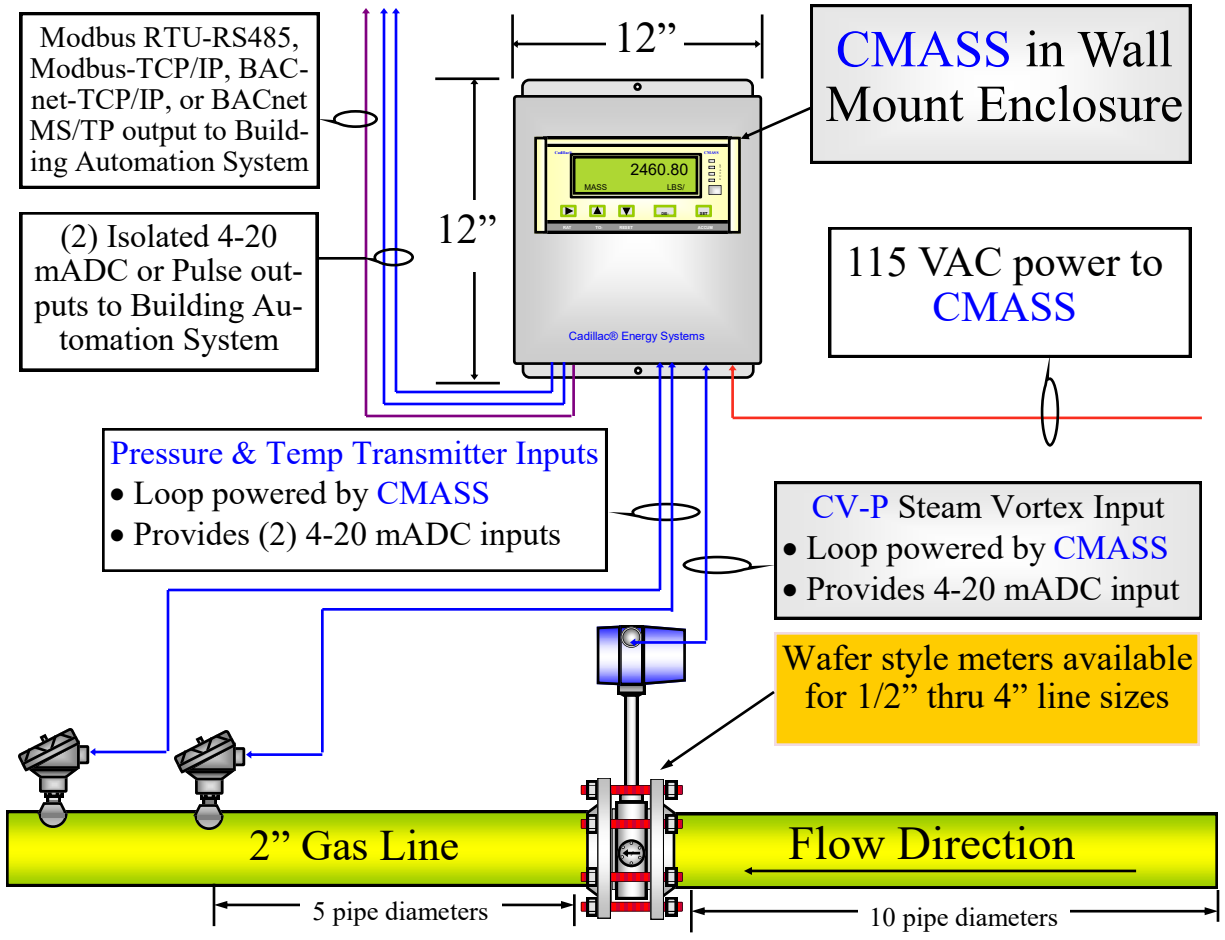 Modbus RTU-RS485,
Modbus-TCP/IP, BAC-
net-TCP/IP, or BACnet
MS/TP output to Build-
ing Automation System
12”
CMASS in Wall
Mount Enclosure
Cadillac®
CMASS
2460.80
MASS
LBS/
12”
(2) Isolated 4-20
mADC or Pulse out-
puts to Building Au-
tomation System
SET
115 VAC power to
CMASS
Cadillac® Energy Systems
Pressure & Temp Transmitter Inputs
• Loop powered by CMASS
• Provides (2) 4-20 mADC inputs
CV-P Steam Vortex Input
• Loop powered by CMASS
• Provides 4-20 mADC input
Wafer style meters available
for 1/2” thru 4” line sizes
2” Gas Line
Flow Direction
5 pipe diameters
10 pipe diameters